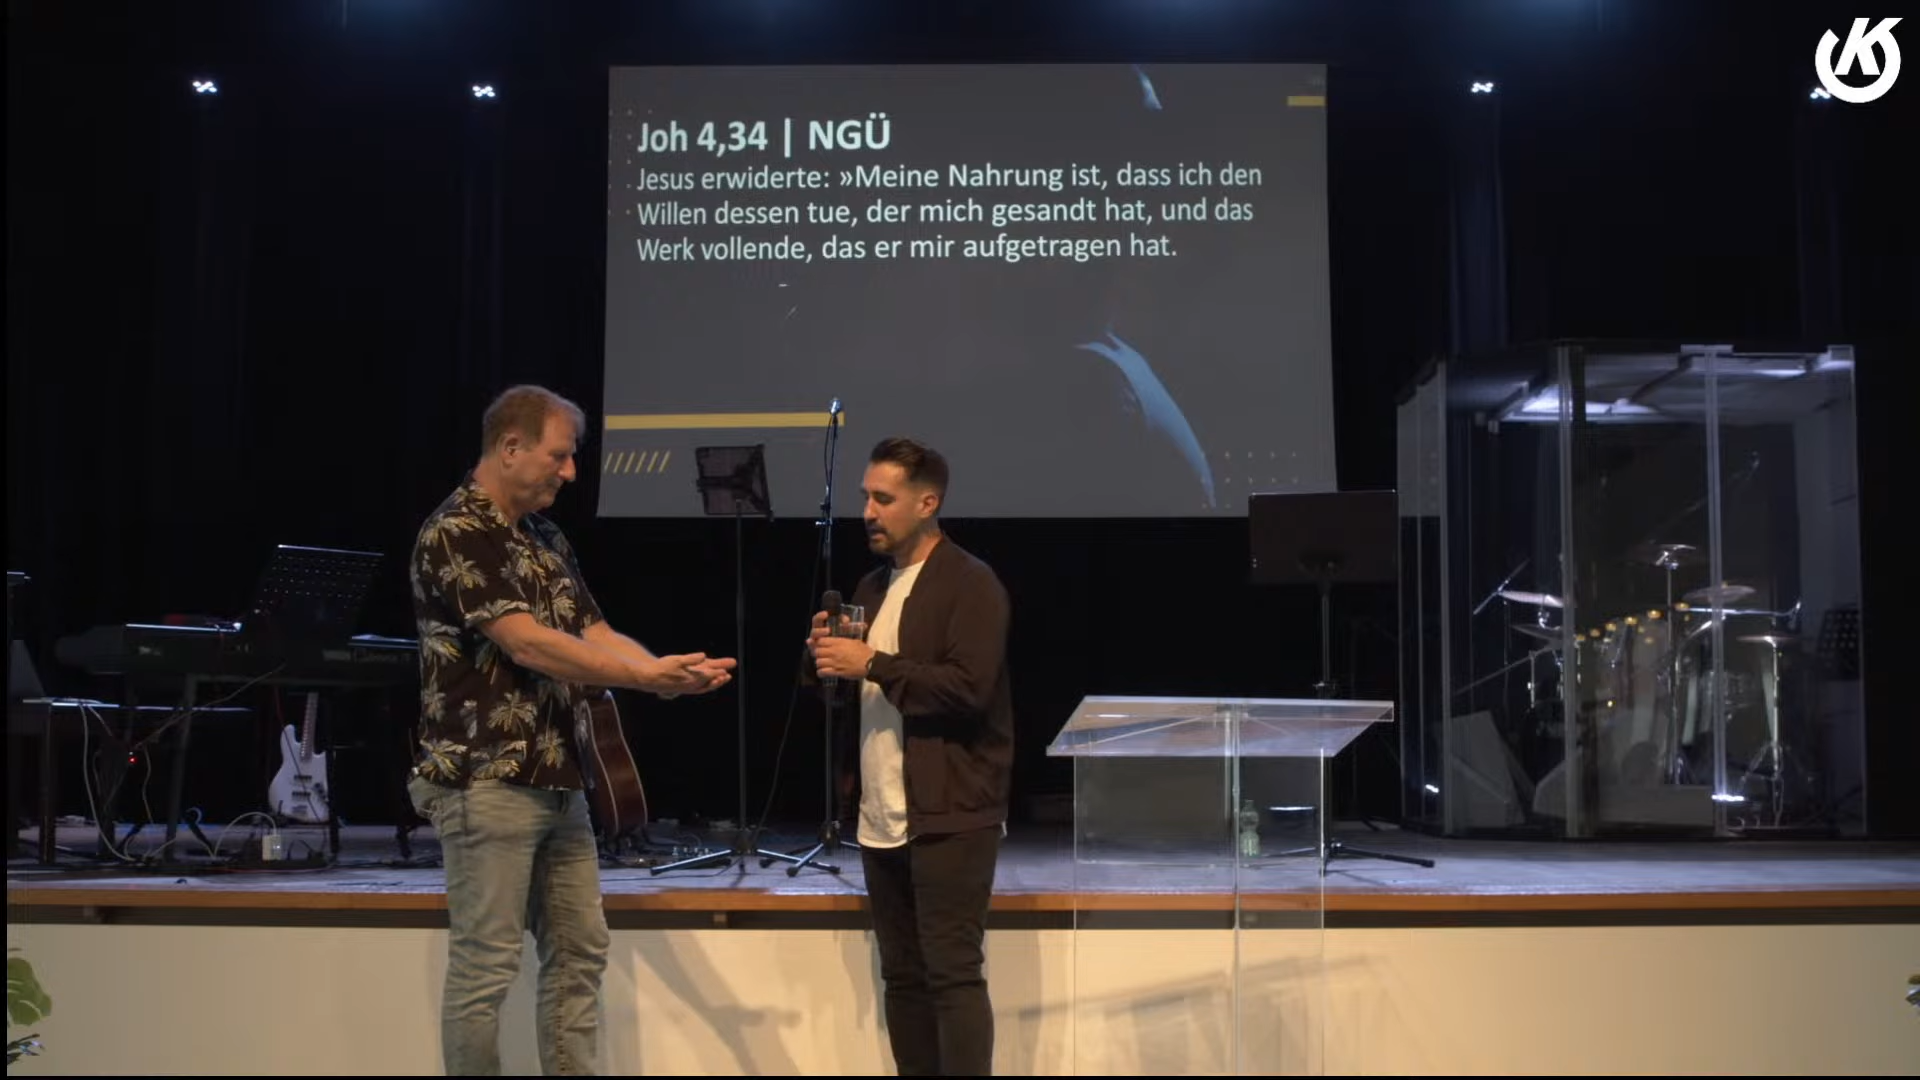 Joh 4,34 | NGÜ
Jesus erwiderte: »Meine Nahrung ist, dass ich den
Willen dessen tue, der mich gesandt hat, und das
Werk vollende, das er mir aufgetragen hat.